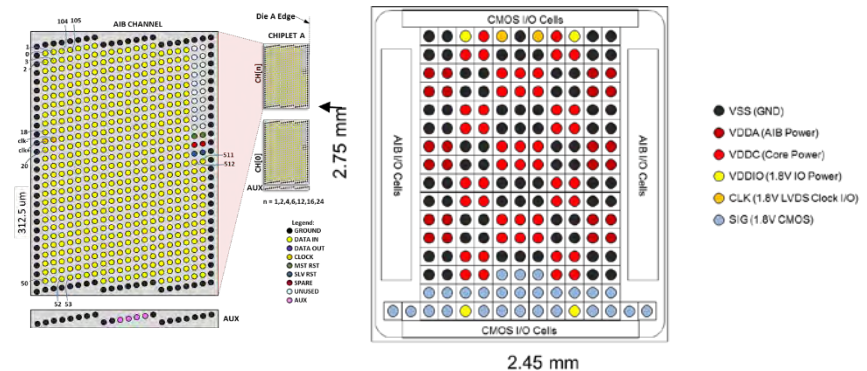 104 105
AIB CHANNEL
Die A Edge
CHIPLET A
1
0
3
2
18
clk-
clk+
20
50
52 53
511
512
312.5 um
AUX
CH[n]
CH[0]
AUX
n = 1,2,4,6,12,16,24
Legend:
GROUND
DATA IN
DATA OUT
CLOCK
MST RST
SLV RST
SPARE
UNUSED
AUX
2.75 mm
CMOS I/O Cells
AIB I/O Cells
AIB I/O Cells
CMOS I/O Cells
2.45 mm
VSS (GND)
VDDA (AIB Power)
VDDC (Core Power)
VDDIO (1.8V IO Power)
CLK (1.8V LVDS Clock I/O)
SIG (1.8V CMOS)